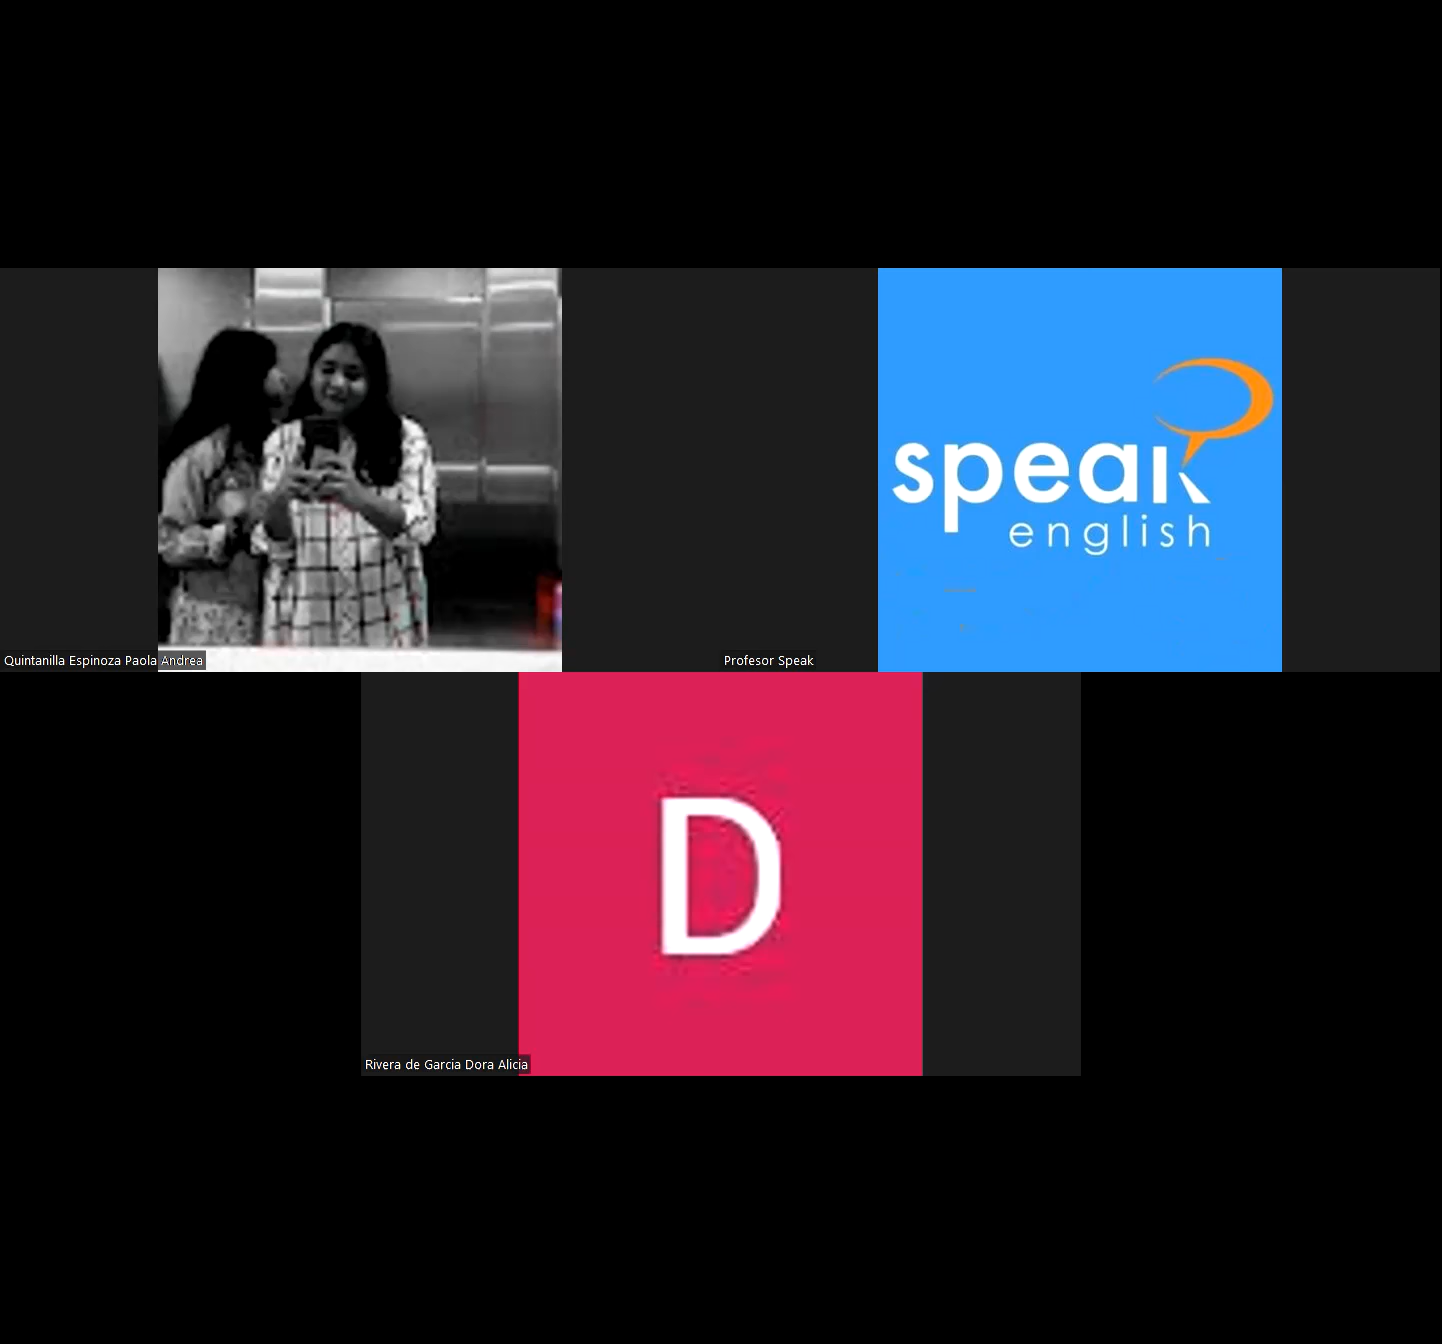 speak
english
Quintanilla Espinoza Paola Andrea
Profesor Speak
D
Rivera de Garcia Dora Alicia